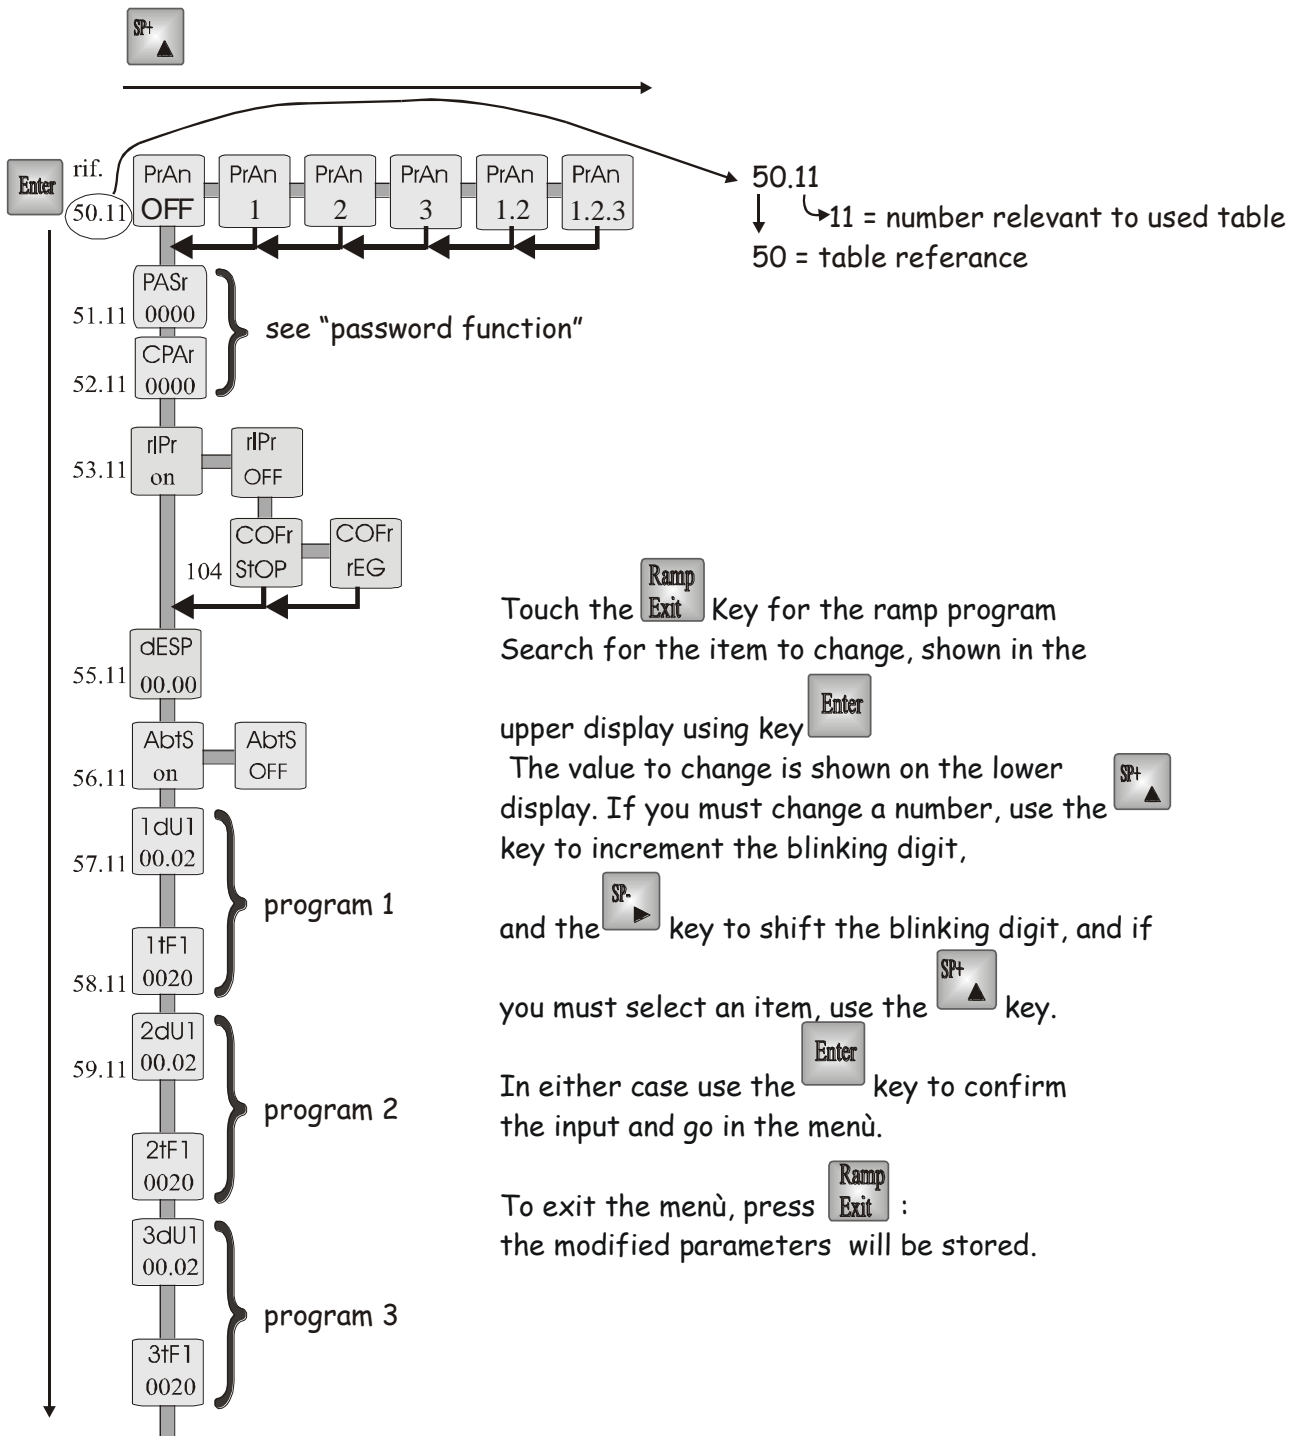 SP+
Enter
rif.
50.11
PrAn
OFF
PrAn
1
PrAn
2
PrAn
3
PrAn
1.2
PrAn
1.2.3
50.11
11 = number relevant to used table
50 = table referance
51.11
PASr
0000
52.11
CPAr
0000
see “password function”
53.11
rIPr
on
rIPr
OFF
104
COFr
StOP
COFr
rEG
55.11
dESP
00.00
56.11
AbtS
on
AbtS
OFF
57.11
1dU1
00.02
58.11
1tF1
0020
program 1
59.11
2dU1
00.02
2tF1
0020
program 2
3dU1
00.02
3tF1
0020
program 3
Touch the Ramp Exit Key for the ramp program
Search for the item to change, shown in the
upper display using key Enter
The value to change is shown on the lower
display. If you must change a number, use the SP+
key to increment the blinking digit,
and the SP- key to shift the blinking digit, and if
you must select an item, use the SP+ key.
In either case use the Enter key to confirm
the input and go in the menù.
To exit the menù, press Ramp Exit :
the modified parameters will be stored.